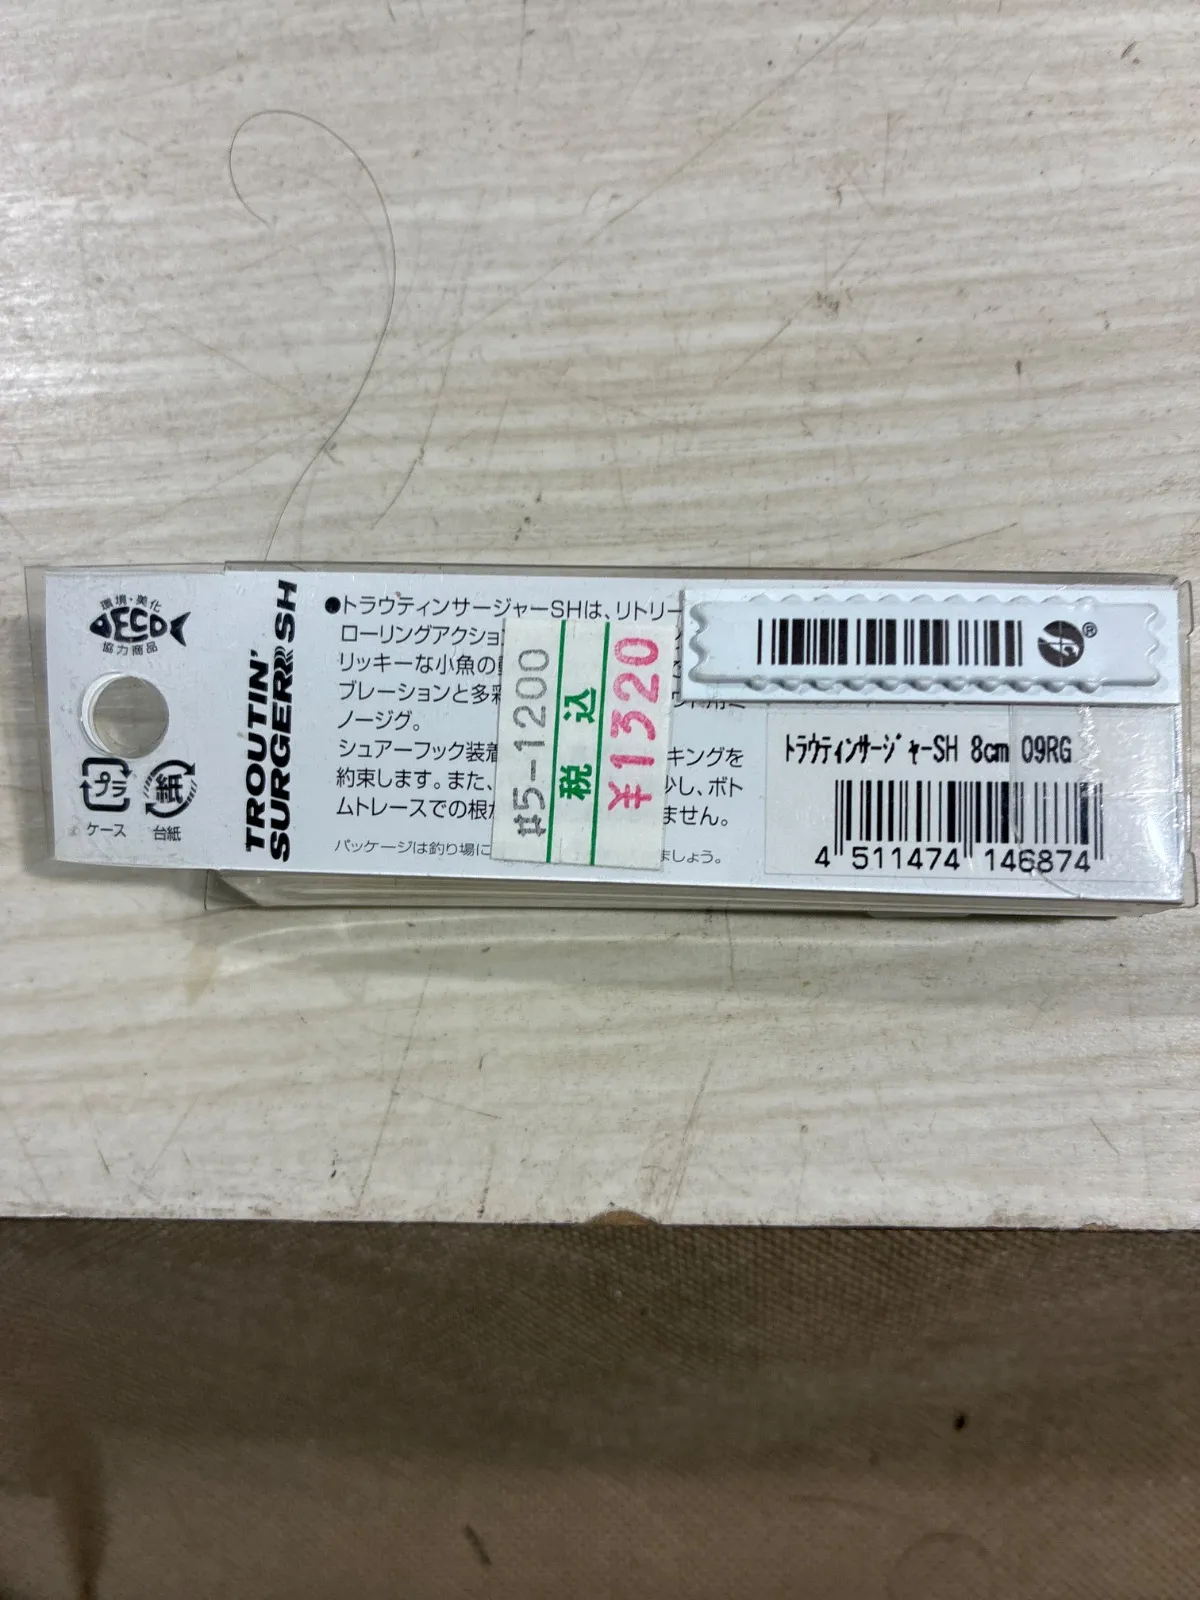 環境・美化
ECO
協力商品
プラ
ケース
紙
台紙
TROUTIN'
SURGER SH
●トラウティンサージャーSHは、リトリー
ローリングアクショ
リッキーな小魚の
ブレーションと多彩
ノージグ。
シュアーフック装着 キングを
約束します。また、 少し、ボト
ムトレースでの根が ません。
パッケージは釣り場に ましょう。
#5-1200
税込
¥1320
®
トラウティンサージャーSH 8cm 09RG
4 511474 146874